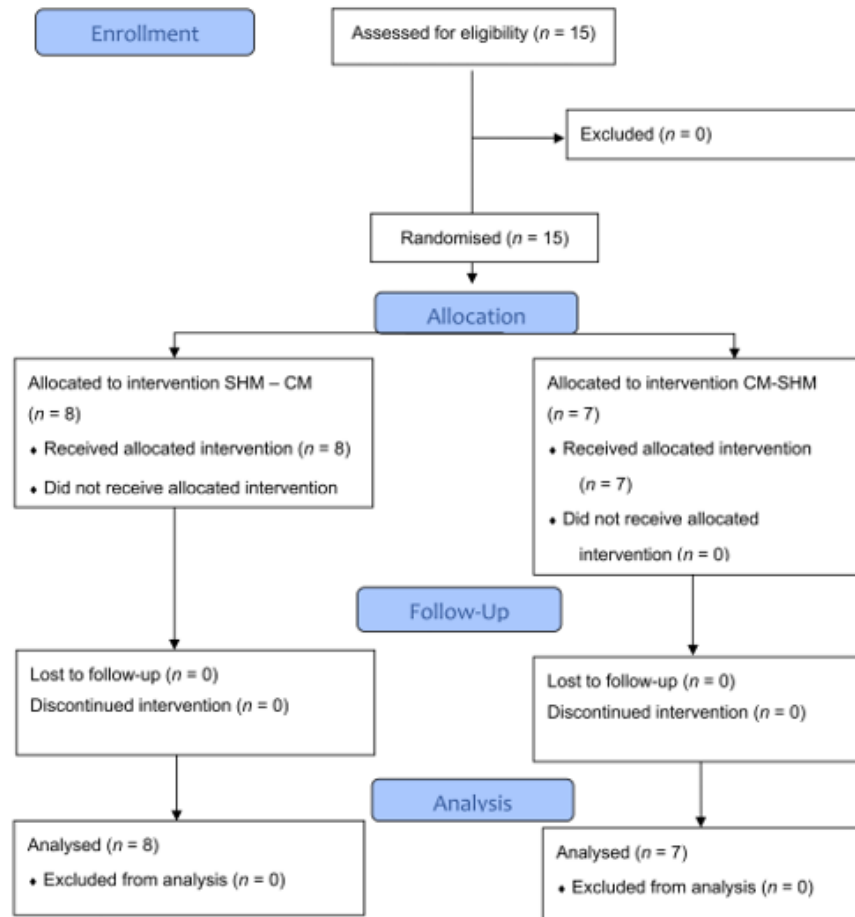 Enrollment
Assessed for eligibility (n = 15)
Excluded (n = 0)
Randomised (n = 15)
Allocation
Allocated to intervention SHM – CM
(n = 8)
⬧ Received allocated intervention (n = 8)
⬧ Did not receive allocated intervention
Allocated to intervention CM-SHM
(n = 7)
⬧ Received allocated intervention
(n = 7)
⬧ Did not receive allocated
intervention (n = 0)
Follow-Up
Lost to follow-up (n = 0)
Discontinued intervention (n = 0)
Lost to follow-up (n = 0)
Discontinued intervention (n = 0)
Analysis
Analysed (n = 8)
⬧ Excluded from analysis (n = 0)
Analysed (n = 7)
⬧ Excluded from analysis (n = 0)